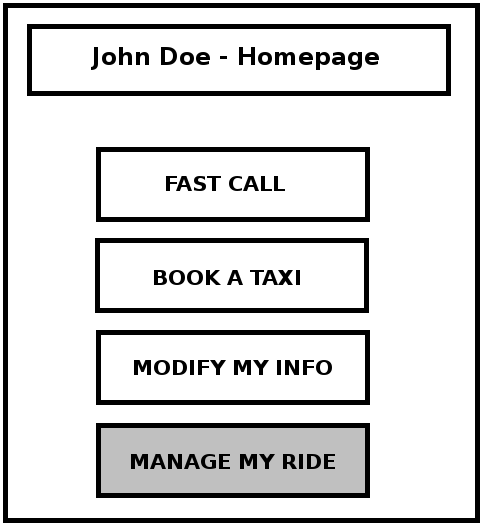 John Doe - Homepage
FAST CALL
BOOK A TAXI
MODIFY MY INFO
MANAGE MY RIDE